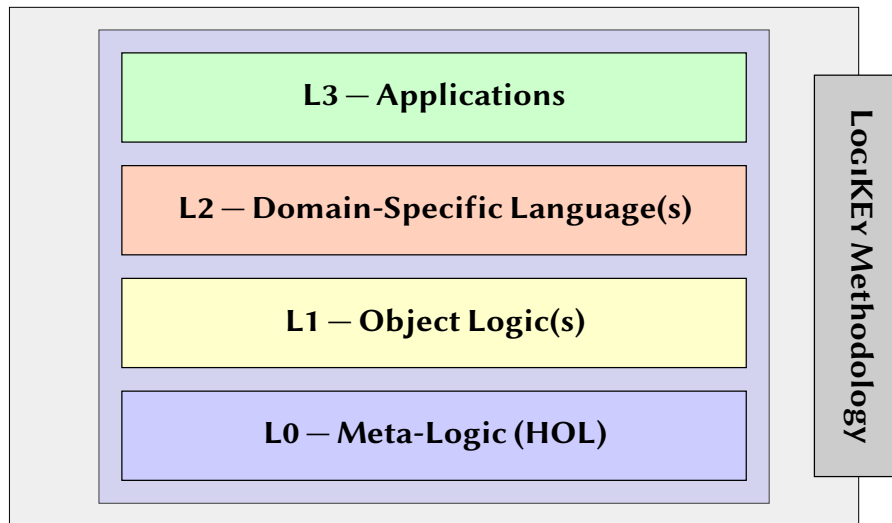 L3 — Applications
L2 — Domain-Specific Language(s)
L1 — Object Logic(s)
L0 — Meta-Logic (HOL)
LogiKEy Methodology